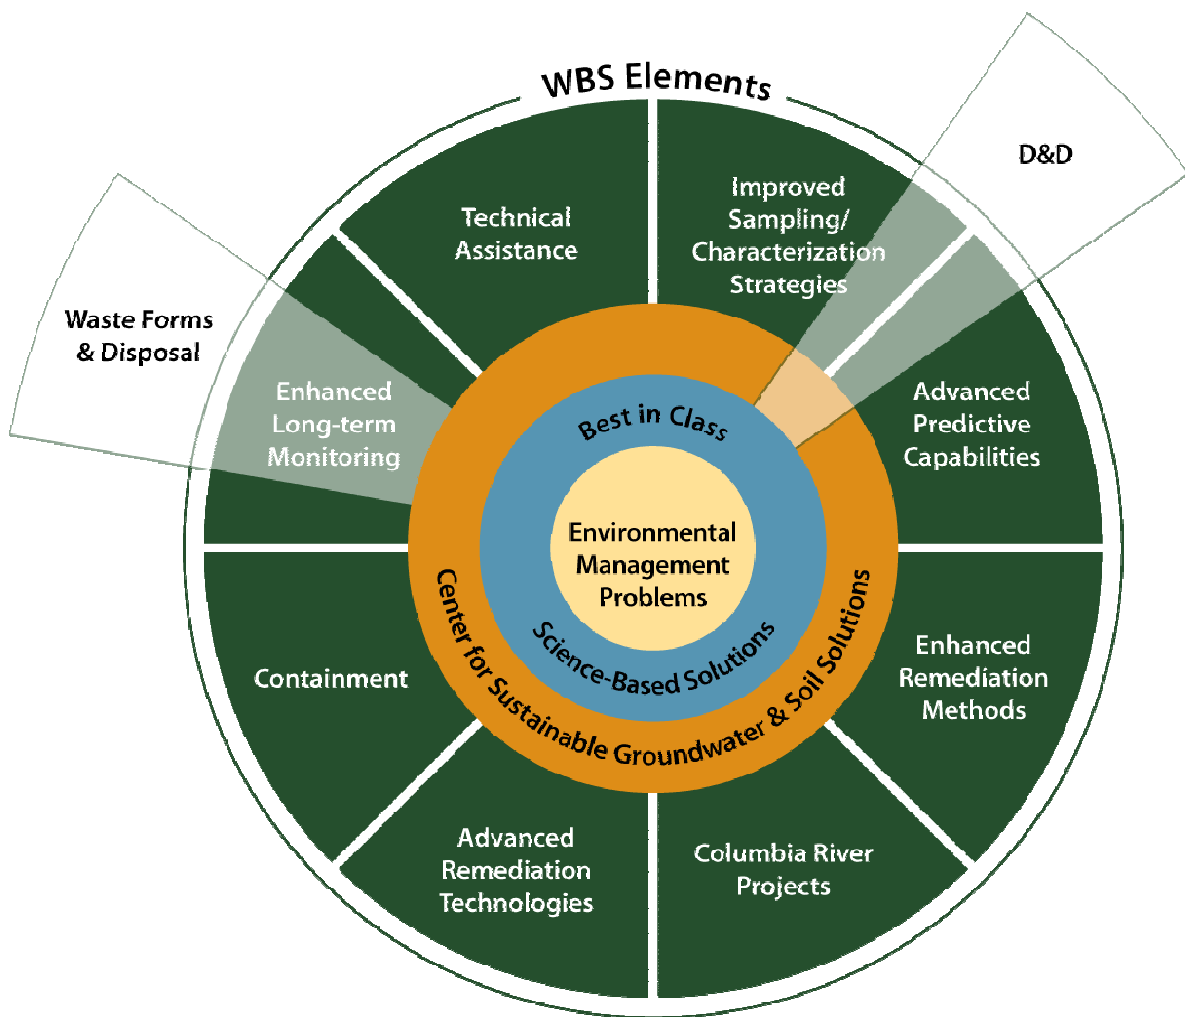 WBS Elements
D&D
Improved
Sampling/
Characterization
Strategies
Technical
Assistance
Waste Forms
& Disposal
Enhanced
Long-term
Monitoring
Advanced
Predictive
Capabilities
Best in Class
Environmental
Management
Problems
Science-Based Solutions
Center for Sustainable Groundwater & Soil Solutions
Containment
Enhanced
Remediation
Methods
Advanced
Remediation
Technologies
Columbia River
Projects